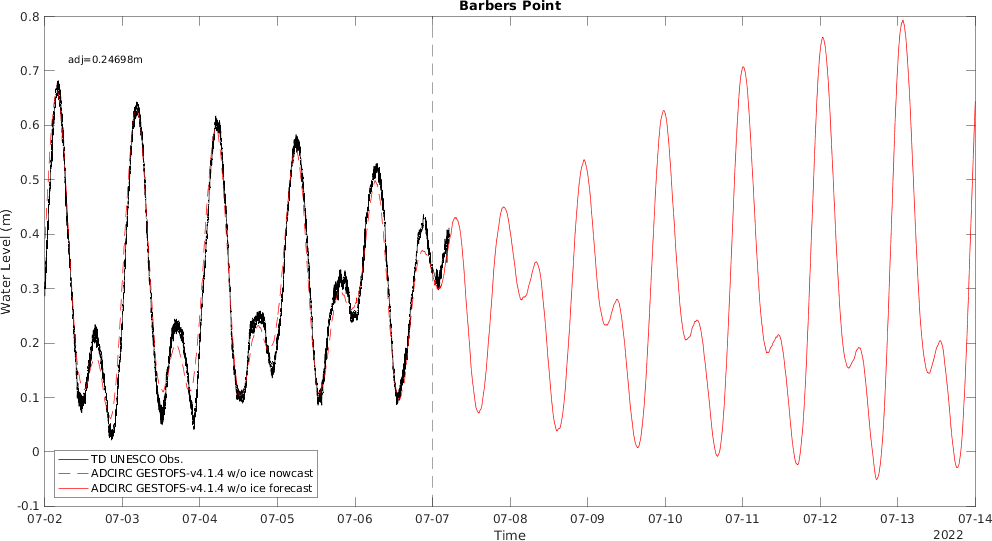 Barbers Point
adj=0.24698m
Water Level (m)
0.8
0.7
0.6
0.5
0.4
0.3
0.2
0.1
0
-0.1
TD UNESCO Obs.
ADCIRC GESTOFS-v4.1.4 w/o ice nowcast
ADCIRC GESTOFS-v4.1.4 w/o ice forecast
07-02 07-03 07-04 07-05 07-06 07-07 07-08 07-09 07-10 07-11 07-12 07-13 07-14
Time
2022